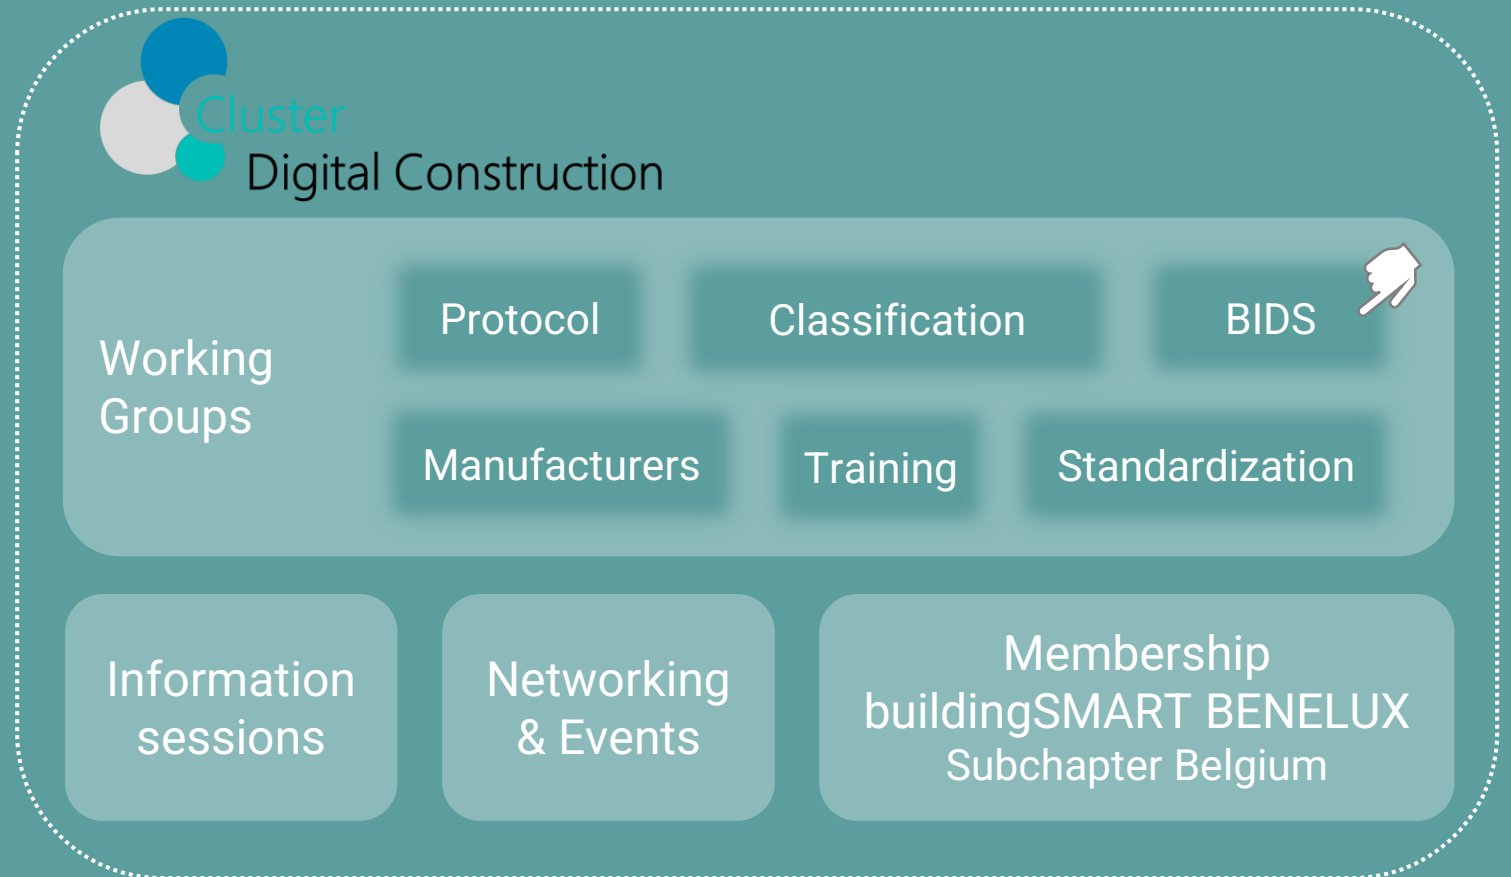 Cluster
Digital Construction
Working
Groups
Protocol
Classification
BIDS
Manufacturers
Training
Standardization
Information
sessions
Networking
& Events
Membership
buildingSMART BENELUX
Subchapter Belgium